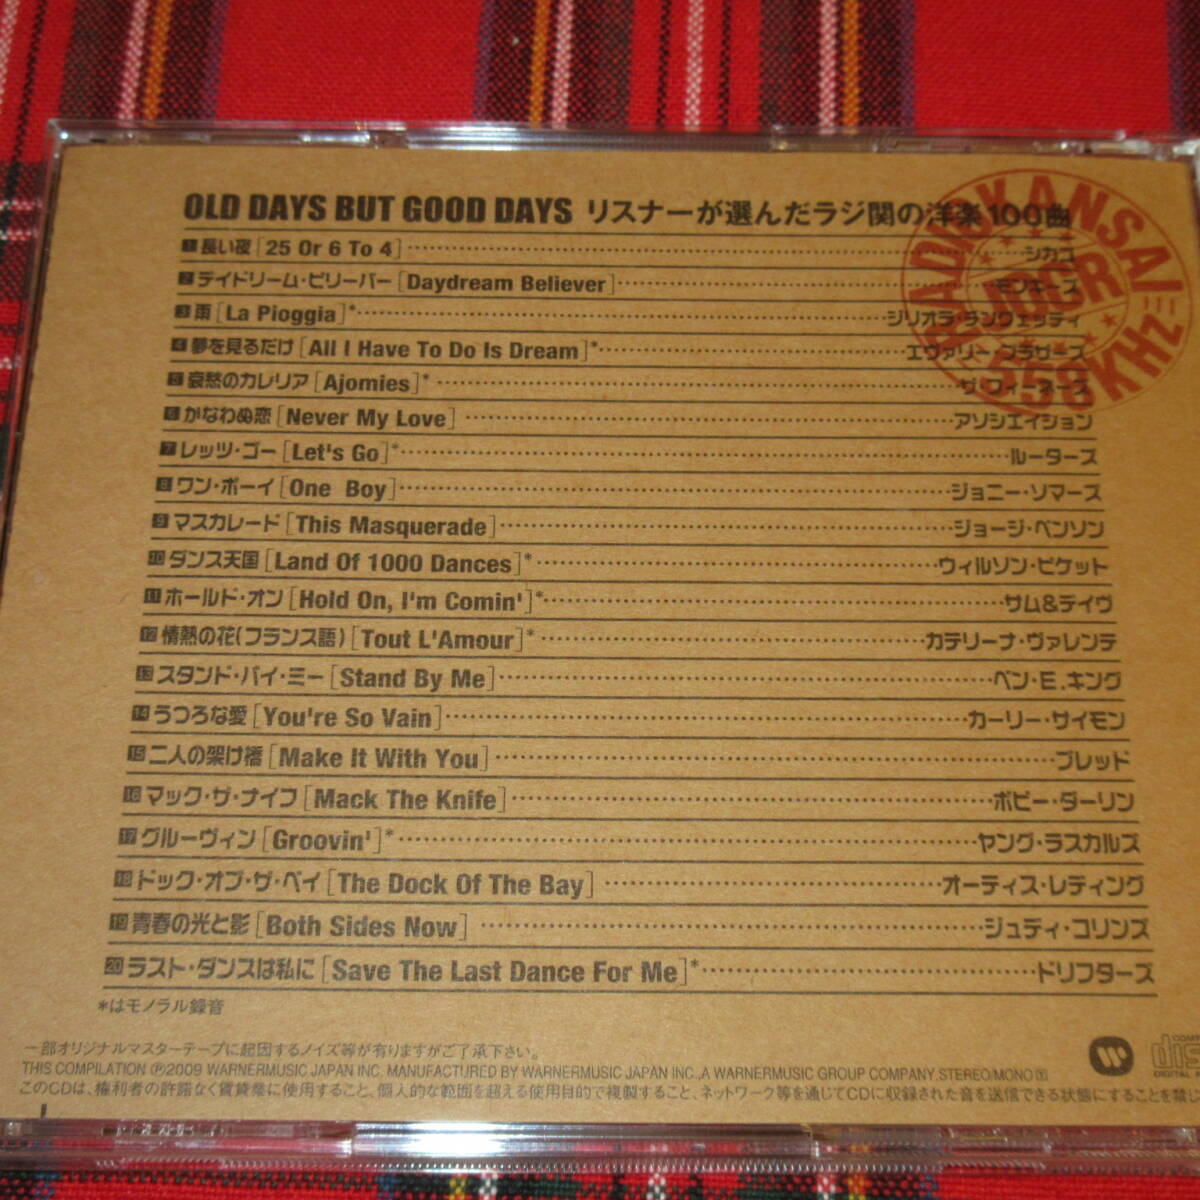 OLD DAYS BUT GOOD DAYS リスナーが選んだラジ関の洋楽100曲
RADIO KANSAI
JOCR
558KHz
1 長い夜[25 Or 6 To 4] シカゴ
2 デイドリーム・ビリーバー[Daydream Believer] モンキーズ
3 雨[La Pioggia]* ジリオラ・チンクェッティ
4 夢を見るだけ[All I Have To Do Is Dream]* エヴァリー・ブラザーズ
5 哀愁のカレリア[Ajomies]* ザ・フィーネーズ
6 かなわぬ恋[Never My Love] アソシエイション
7 レッツ・ゴー[Let's Go]* ルーターズ
8 ワン・ボーイ[One Boy] ジョニー・ソマーズ
9 マスカレード[This Masquerade] ジョージ・ベンソン
10 ダンス天国[Land Of 1000 Dances]* ウィルソン・ピケット
11 ホールド・オン[Hold On, I'm Comin']* サム&デイヴ
12 情熱の花(フランス語)[Tout L'Amour]* カテリーナ・ヴァレンテ
13 スタンド・バイ・ミー[Stand By Me] ベン・E.キング
14 うつろな愛[You're So Vain] カーリー・サイモン
15 二人の架け橋[Make It With You] ブレッド
16 マック・ザ・ナイフ[Mack The Knife] ボビー・ダーリン
17 グルーヴィン[Groovin']* ヤング・ラスカルズ
18 ドック・オブ・ザ・ベイ[The Dock Of The Bay] オーティス・レディング
19 青春の光と影[Both Sides Now] ジュディ・コリンズ
20 ラスト・ダンスは私に[Save The Last Dance For Me]* ドリフターズ
*はモノラル録音
一部オリジナルマスターテープに起因するノイズ等が有りますがご了承下さい。
THIS COMPILATION ℗2009 WARNERMUSIC JAPAN INC. MANUFACTURED BY WARNERMUSIC JAPAN INC.,A WARNERMUSIC GROUP COMPANY.STEREO/MONO
このCDは、権利者の許諾なく賃貸業に使用すること、個人的な範囲を超える使用目的で複製すること、ネットワーク等を通じてCDに収録された音を送信できる状態にすることを禁じ